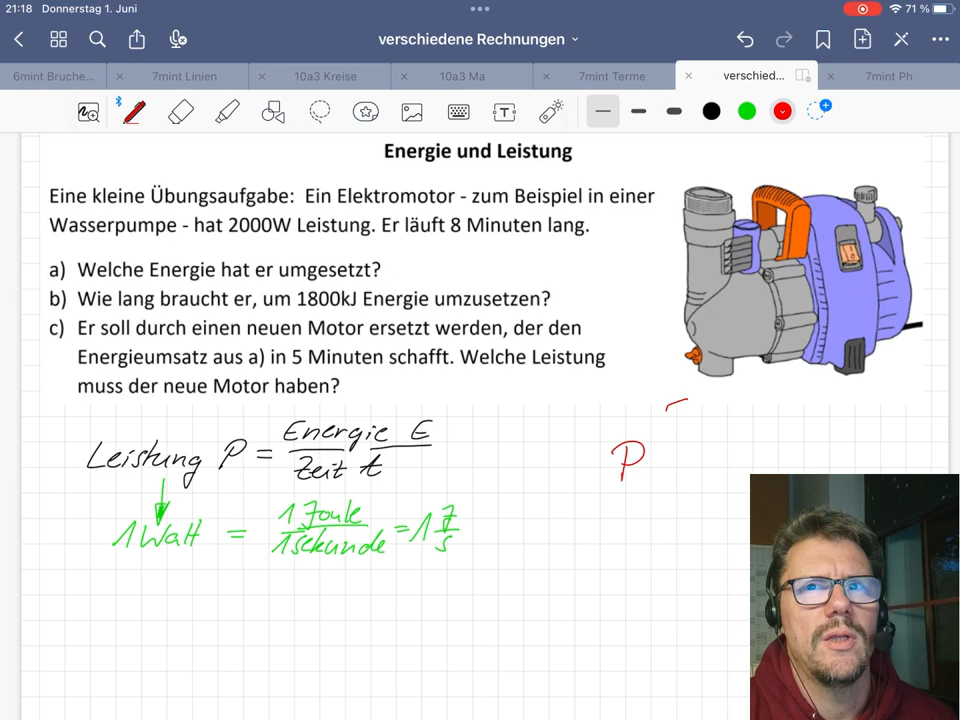 21:18 Donnerstag 1. Juni
71 %
verschiedene Rechnungen
6mint Bruche... 7mint Linien 10a3 Kreise 10a3 Ma 7mint Terme verschied... 7mint Ph
Energie und Leistung
Eine kleine Übungsaufgabe: Ein Elektromotor - zum Beispiel in einer
Wasserpumpe - hat 2000W Leistung. Er läuft 8 Minuten lang.
a) Welche Energie hat er umgesetzt?
b) Wie lang braucht er, um 1800kJ Energie umzusetzen?
c) Er soll durch einen neuen Motor ersetzt werden, der den
Energieumsatz aus a) in 5 Minuten schafft. Welche Leistung
muss der neue Motor haben?
Leistung P = Energie E
Zeit t
P
1 Watt = 1 Joule = 1 J
1 Sekunde s